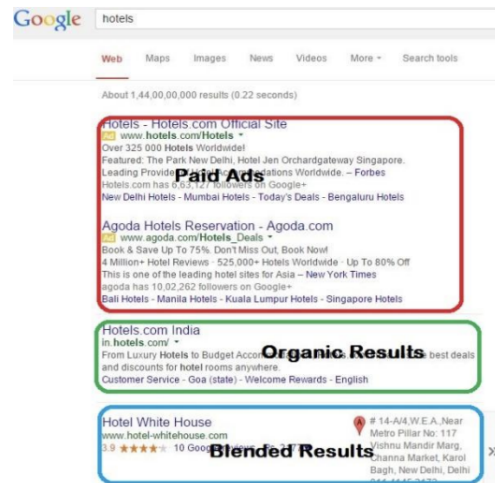 Google hotels
Web Maps Images News Videos More Search tools
About 1,44,00,00,000 results (0.22 seconds)
Hotels - Hotels.com Official Site
Ad www.hotels.com/Hotels
Over 325 000 Hotels Worldwide!
Featured: The Park New Delhi, Hotel Jen Orchardgateway Singapore.
Leading Provider of Hotel Accommodations Worldwide. – Forbes
Paid Ads
Hotels.com has 6,63,127 followers on Google+
New Delhi Hotels - Mumbai Hotels - Today's Deals - Bengaluru Hotels
Agoda Hotels Reservation - Agoda.com
Ad www.agoda.com/Hotels_Deals
Book & Save Up To 75%. Don't Miss Out, Book Now!
4 Million+ Hotel Reviews · 525,000+ Hotels Worldwide · Up To 80% Off
This is one of the leading hotel sites for Asia – New York Times
agoda has 10,02,262 followers on Google+
Bali Hotels - Manila Hotels - Kuala Lumpur Hotels - Singapore Hotels
Hotels.com India
in.hotels.com/
From Luxury Hotels to Budget best deals
Organic Results
and discounts for hotel rooms anywhere.
Customer Service - Goa (state) - Welcome Rewards - English
Hotel White House
www.hotel-whitehouse.com
3.9 10 Google
Blended Results
A
# 14-A/4,W.E.A.,Near
Metro Pillar No: 117
Vishnu Mandir Marg,
Channa Market, Karol
Bagh, New Delhi, Delhi